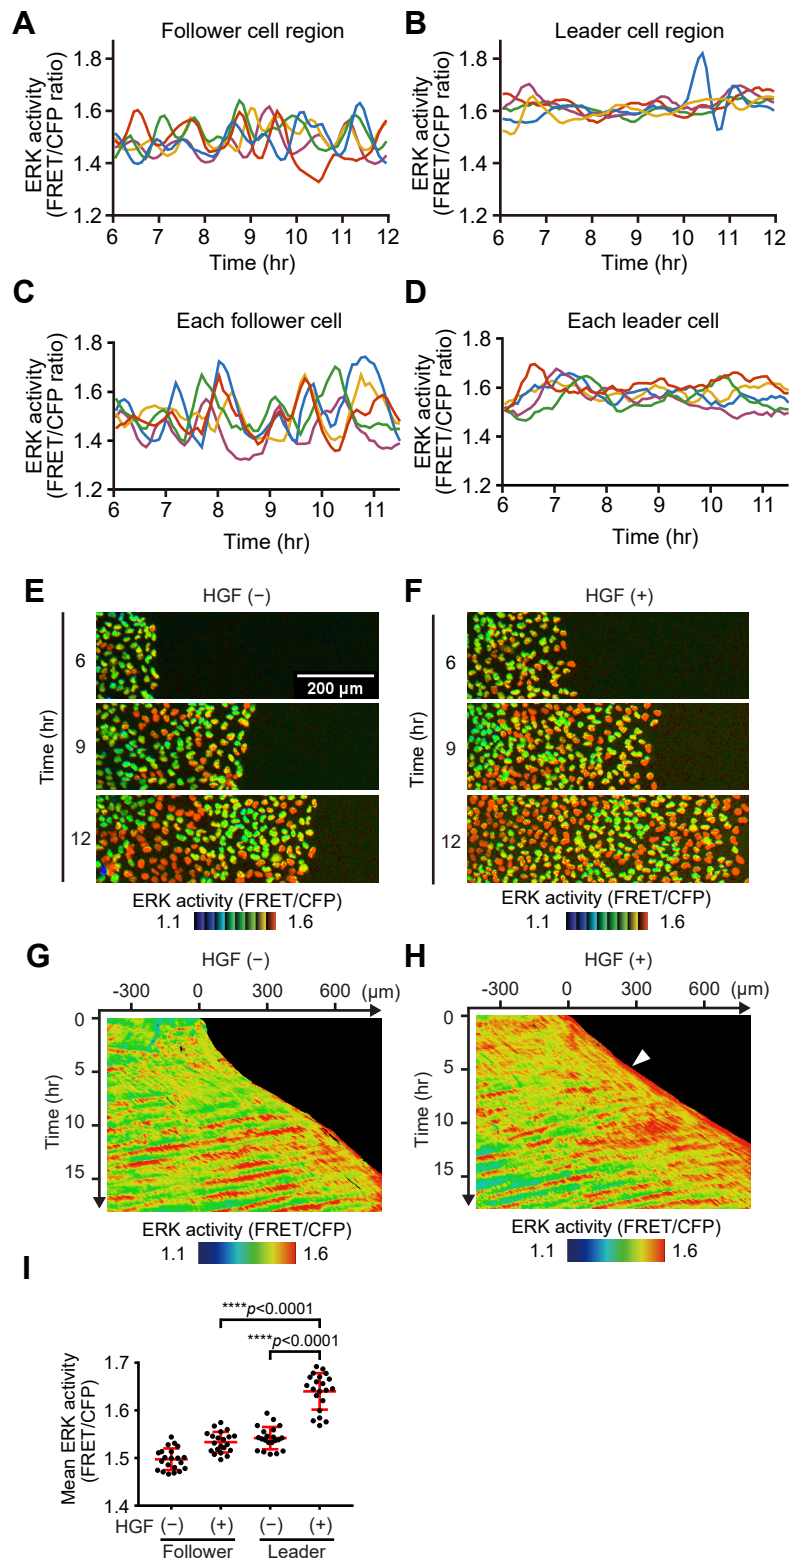 A
Follower cell region
ERK activity
(FRET/CFP ratio)
1.8
1.6
1.4
1.2
6 7 8 9 10 11 12
Time (hr)
B
Leader cell region
ERK activity
(FRET/CFP ratio)
1.8
1.6
1.4
1.2
6 7 8 9 10 11 12
Time (hr)
C
Each follower cell
ERK activity
(FRET/CFP ratio)
1.8
1.6
1.4
1.2
6 7 8 9 10 11 12
Time (hr)
D
Each leader cell
ERK activity
(FRET/CFP ratio)
1.8
1.6
1.4
1.2
6 7 8 9 10 11
Time (hr)
E
HGF (−)
Time (hr)
6
200 μm
9
12
ERK activity (FRET/CFP)
1.1 1.6
F
HGF (+)
Time (hr)
6
9
12
ERK activity (FRET/CFP)
1.1 1.6
G
HGF (−)
-300 0 300 600 (μm)
Time (hr)
0
5
10
15
ERK activity (FRET/CFP)
1.1 1.6
H
HGF (+)
-300 0 300 600 (μm)
Time (hr)
0
5
10
15
ERK activity (FRET/CFP)
1.1 1.6
I
****p<0.0001
****p<0.0001
Mean ERK activity
(FRET/CFP)
1.7
1.6
1.5
1.4
HGF (−) (+) (−) (+)
Follower Leader